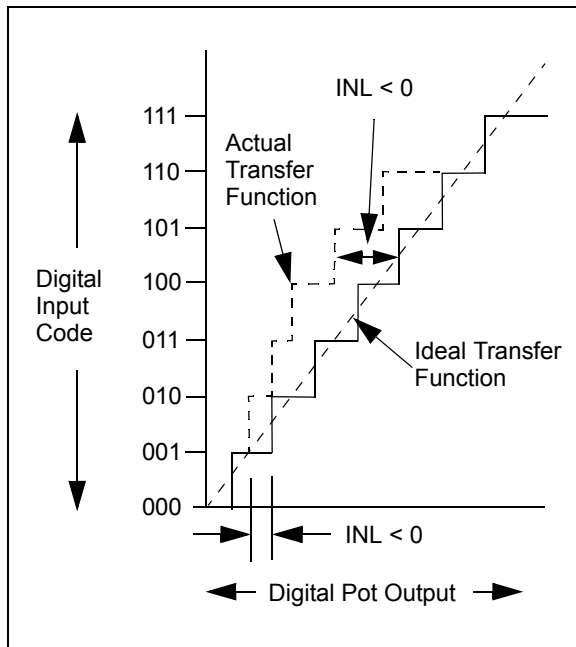 INL < 0
111
Actual
Transfer
Function
110
101
100
Digital
Input
Code
011
Ideal Transfer
Function
010
001
000
INL < 0
Digital Pot Output